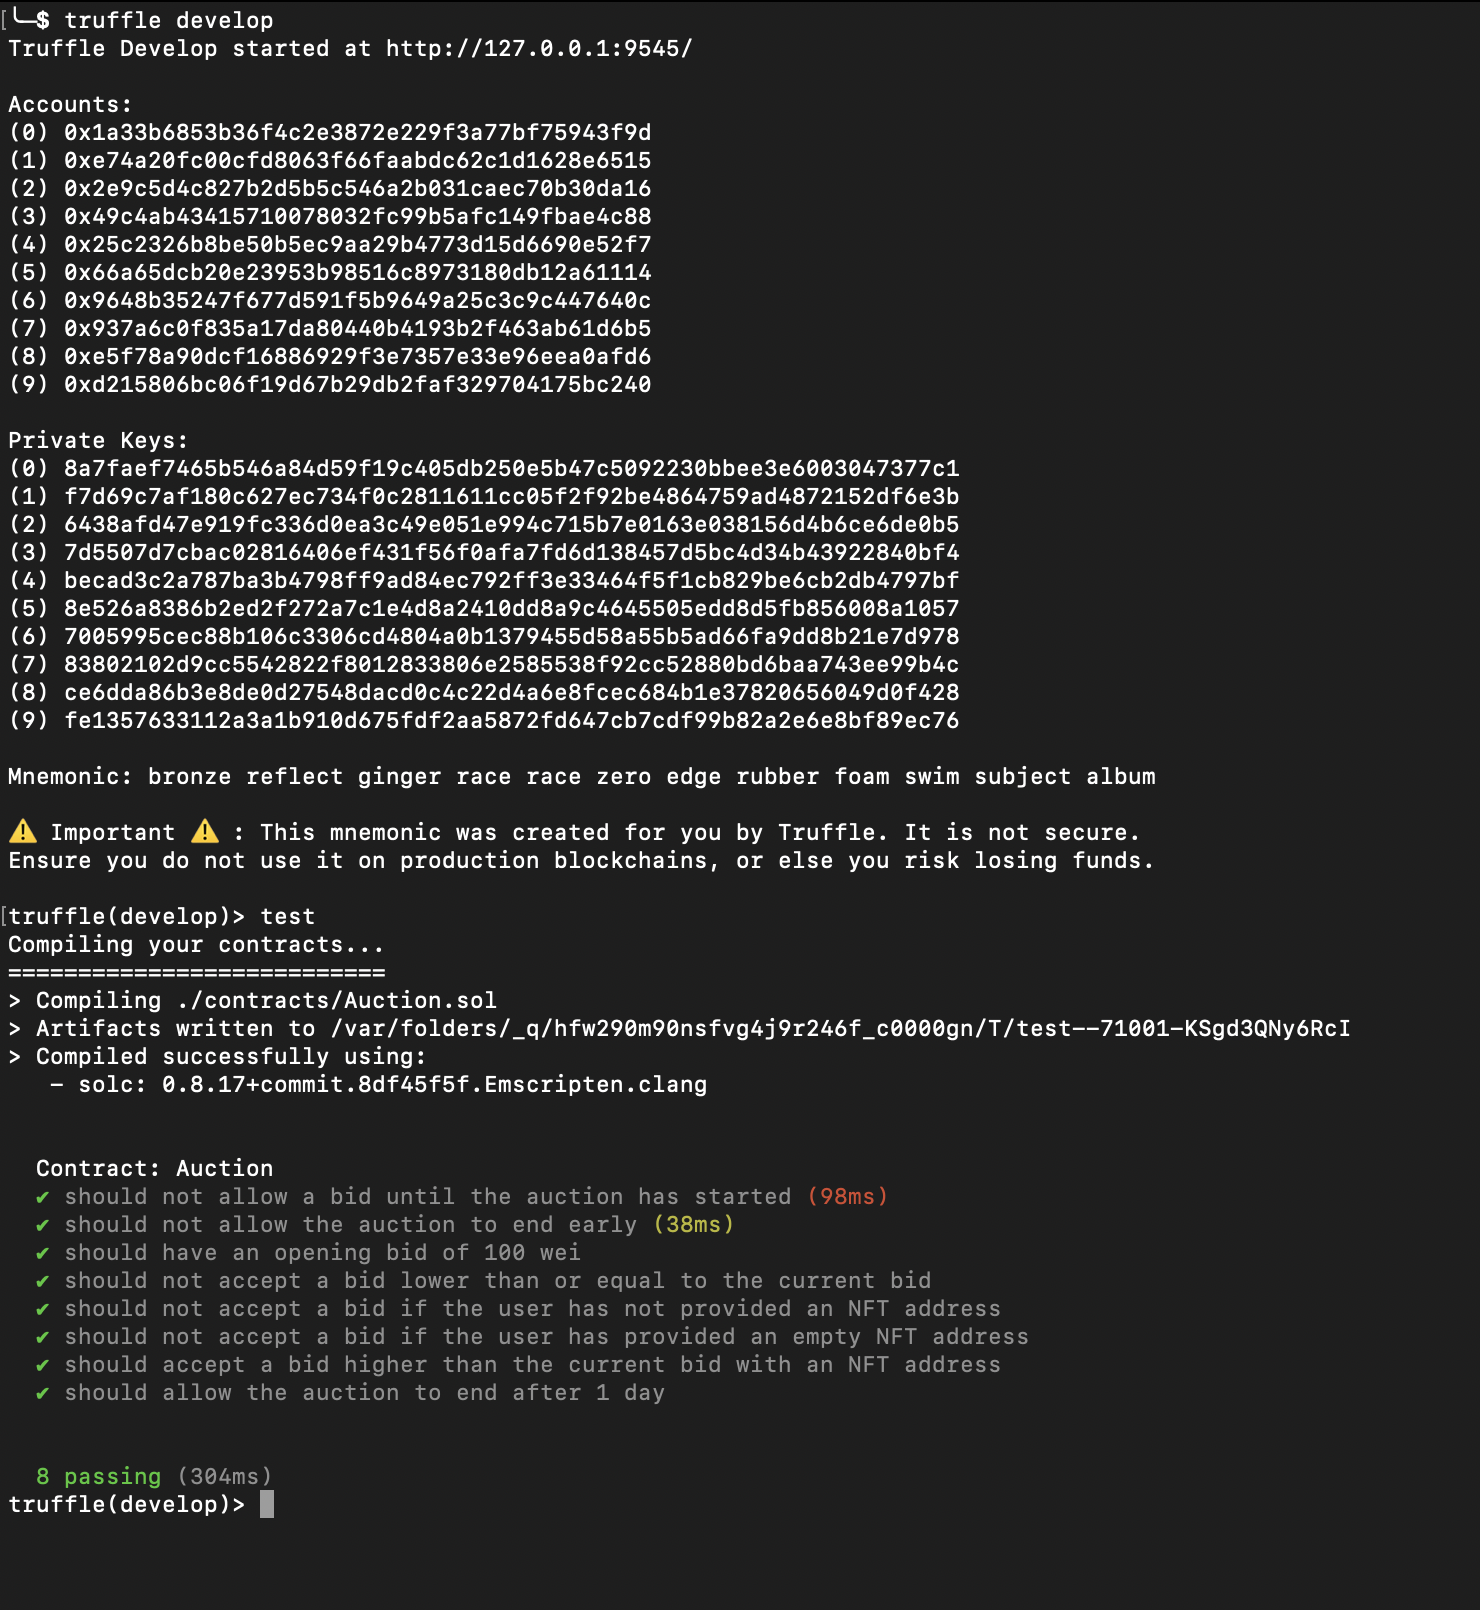 ╰─$ truffle develop
Truffle Develop started at http://127.0.0.1:9545/
Accounts:
(0) 0x1a33b6853b36f4c2e3872e229f3a77bf75943f9d
(1) 0xe74a20fc00cfd8063f66faabdc62c1d1628e6515
(2) 0x2e9c5d4c827b2d5b5c546a2b031caec70b30da16
(3) 0x49c4ab43415710078032fc99b5afc149fbae4c88
(4) 0x25c2326b8be50b5ec9aa29b4773d15d6690e52f7
(5) 0x66a65dcb20e23953b98516c8973180db12a61114
(6) 0x9648b35247f677d591f5b9649a25c3c9c447640c
(7) 0x937a6c0f835a17da80440b4193b2f463ab61d6b5
(8) 0xe5f78a90dcf16886929f3e7357e33e96eea0afd6
(9) 0xd215806bc06f19d67b29db2faf329704175bc240
Private Keys:
(0) 8a7faef7465b546a84d59f19c405db250e5b47c5092230bbee3e6003047377c1
(1) f7d69c7af180c627ec734f0c2811611cc05f2f92be4864759ad4872152df6e3b
(2) 6438afd47e919fc336d0ea3c49e051e994c715b7e0163e038156d4b6ce6de0b5
(3) 7d5507d7cbac02816406ef431f56f0afa7fd6d138457d5bc4d34b43922840bf4
(4) becad3c2a787ba3b4798ff9ad84ec792ff3e33464f5f1cb829be6cb2db4797bf
(5) 8e526a8386b2ed2f272a7c1e4d8a2410dd8a9c4645505edd8d5fb856008a1057
(6) 7005995cec88b106c3306cd4804a0b1379455d58a55b5ad66fa9dd8b21e7d978
(7) 83802102d9cc5542822f8012833806e2585538f92cc52880bd6baa743ee99b4c
(8) ce6dda86b3e8de0d27548dacd0c4c22d4a6e8fcec684b1e37820656049d0f428
(9) fe1357633112a3a1b910d675fdf2aa5872fd647cb7cdf99b82a2e6e8bf89ec76
Mnemonic: bronze reflect ginger race race zero edge rubber foam swim subject album
⚠️ Important ⚠️ : This mnemonic was created for you by Truffle. It is not secure.
Ensure you do not use it on production blockchains, or else you risk losing funds.
truffle(develop)> test
Compiling your contracts...
===========================
> Compiling ./contracts/Auction.sol
> Artifacts written to /var/folders/_q/hfw290m90nsfvg4j9r246f_c0000gn/T/test--71001-KSgd3QNy6RcI
> Compiled successfully using:
- solc: 0.8.17+commit.8df45f5f.Emscripten.clang
Contract: Auction
✔ should not allow a bid until the auction has started (98ms)
✔ should not allow the auction to end early (38ms)
✔ should have an opening bid of 100 wei
✔ should not accept a bid lower than or equal to the current bid
✔ should not accept a bid if the user has not provided an NFT address
✔ should not accept a bid if the user has provided an empty NFT address
✔ should accept a bid higher than the current bid with an NFT address
✔ should allow the auction to end after 1 day
8 passing (304ms)
truffle(develop)>